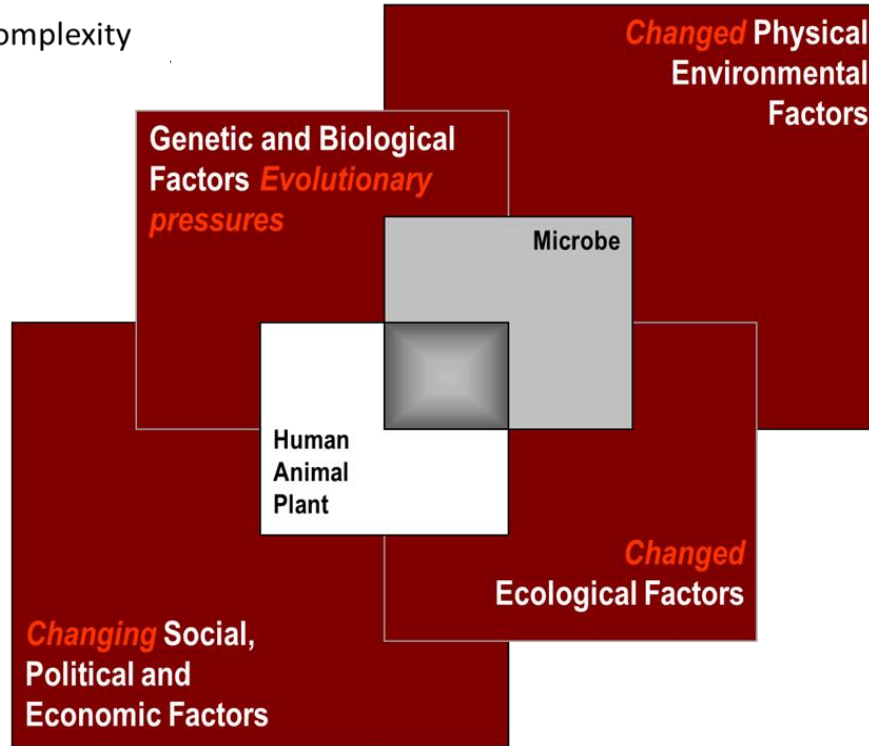 omplexity
Changed Physical
Environmental
Factors
Genetic and Biological
Factors Evolutionary
pressures
Microbe
Human
Animal
Plant
Changed
Ecological Factors
Changing Social,
Political and
Economic Factors